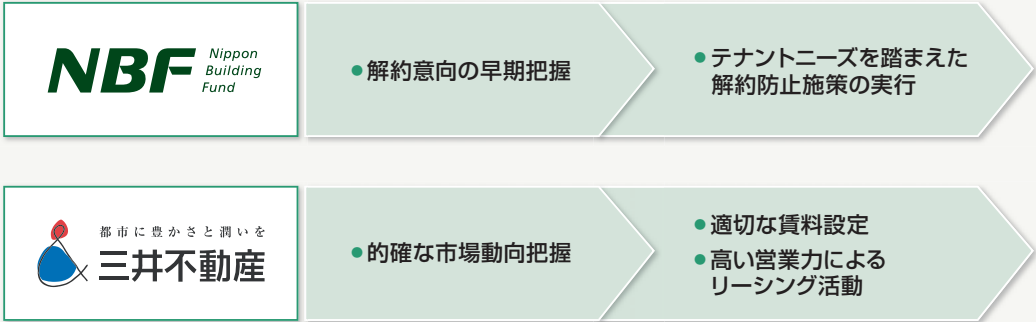 NBF
Nippon
Building
Fund
●解約意向の早期把握
●テナントニーズを踏まえた
解約防止施策の実行
都市に豊かさと潤いを
三井不動産
●的確な市場動向把握
●適切な賃料設定
●高い営業力による
リーシング活動